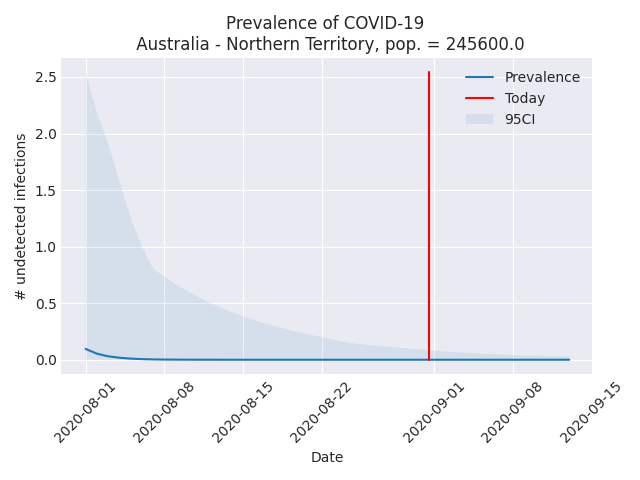 Prevalence of COVID-19
Australia - Northern Territory, pop. = 245600.0
Prevalence
Today
95CI
# undetected infections
2.5
2.0
1.5
1.0
0.5
0.0
2020-08-01
2020-08-08
2020-08-15
2020-08-22
2020-09-01
2020-09-08
2020-09-15
Date